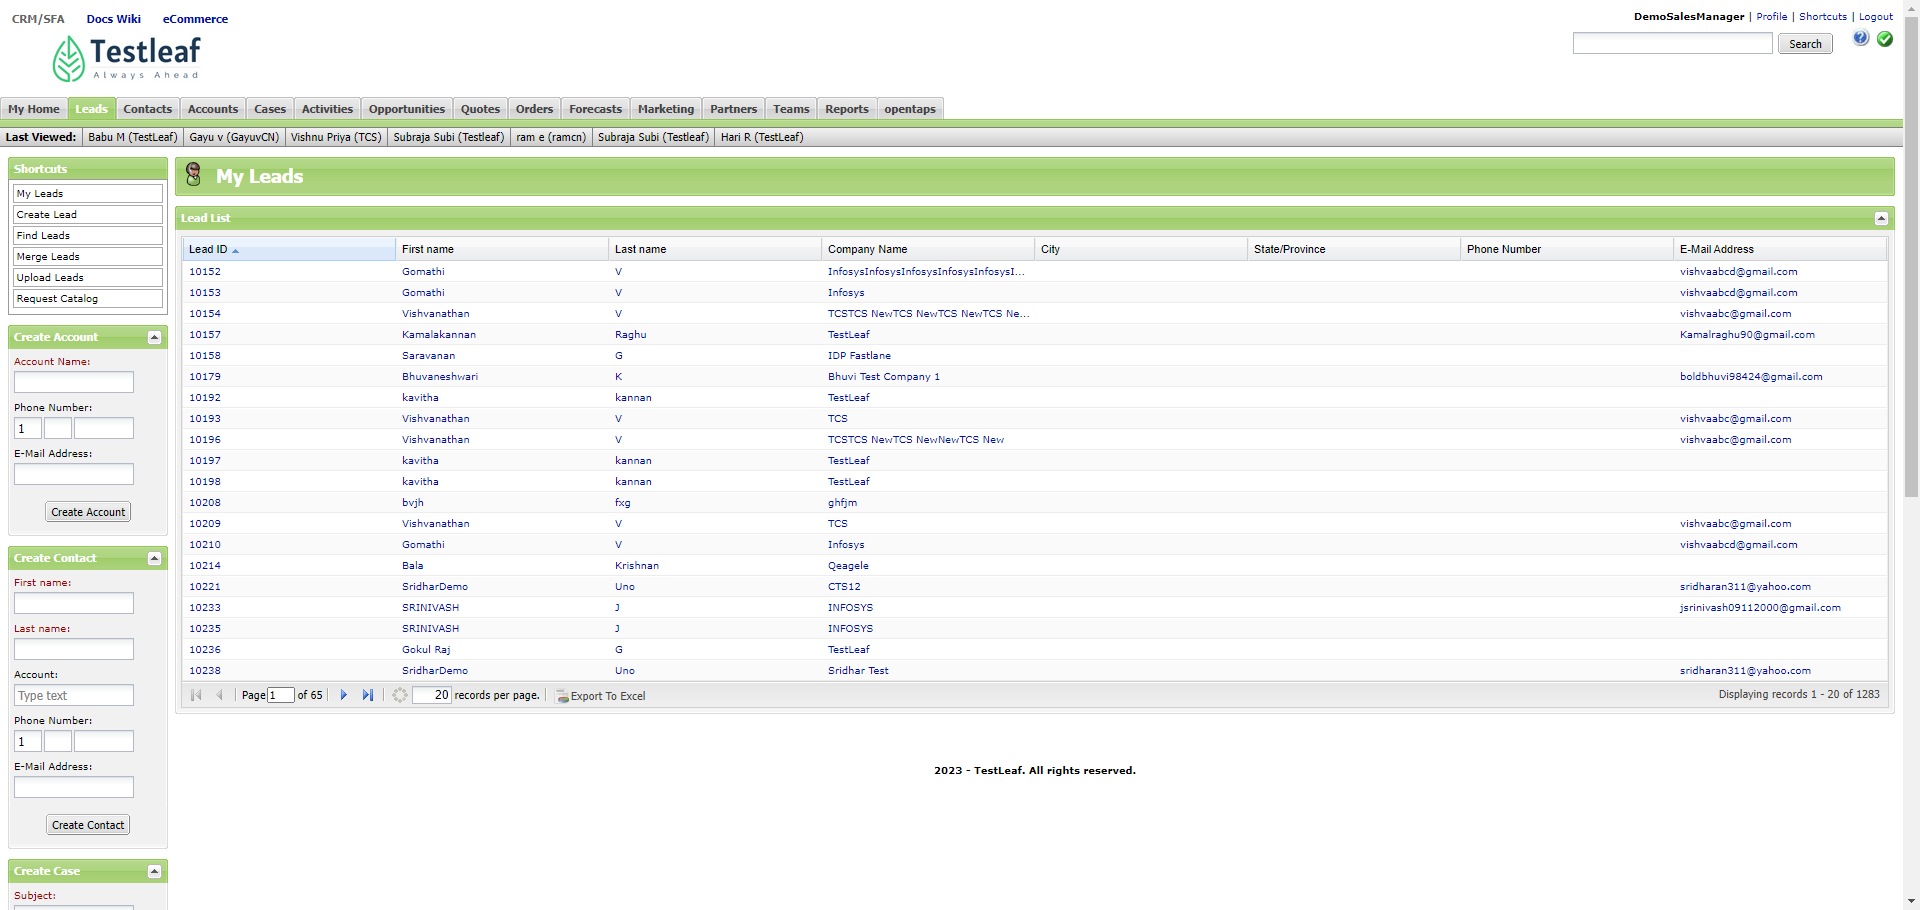 CRM/SFA Docs Wiki eCommerce
DemoSalesManager | Profile | Shortcuts | Logout
Testleaf
Always Ahead
Search
My Home Leads Contacts Accounts Cases Activities Opportunities Quotes Orders Forecasts Marketing Partners Teams Reports opentaps
Last Viewed: Babu M (TestLeaf) Gayu v (GayuvCN) Vishnu Priya (TCS) Subraja Subi (Testleaf) ram e (ramcn) Subraja Subi (Testleaf) Hari R (TestLeaf)
Shortcuts
My Leads
Create Lead
Find Leads
Merge Leads
Upload Leads
Request Catalog
Create Account
Account Name:
Phone Number:
1
E-Mail Address:
Create Account
Create Contact
First name:
Last name:
Account:
Type text
Phone Number:
1
E-Mail Address:
Create Contact
Create Case
Subject:
My Leads
Lead List
Lead ID First name Last name Company Name City State/Province Phone Number E-Mail Address
10152 Gomathi V InfosysInfosysInfosysInfosysInfosysI... vishvaabcd@gmail.com
10153 Gomathi V Infosys vishvaabcd@gmail.com
10154 Vishvanathan V TCSTCS NewTCS NewTCS NewTCS Ne... vishvaabc@gmail.com
10157 Kamalakannan Raghu TestLeaf Kamalraghu90@gmail.com
10158 Saravanan G IDP Fastlane
10179 Bhuvaneshwari K Bhuvi Test Company 1 boldbhuvi98424@gmail.com
10192 kavitha kannan TestLeaf
10193 Vishvanathan V TCS vishvaabc@gmail.com
10196 Vishvanathan V TCSTCS NewTCS NewNewTCS New vishvaabc@gmail.com
10197 kavitha kannan TestLeaf
10198 kavitha kannan TestLeaf
10208 bvjh fxg ghfjm
10209 Vishvanathan V TCS vishvaabc@gmail.com
10210 Gomathi V Infosys vishvaabcd@gmail.com
10214 Bala Krishnan Qeagele
10221 SridharDemo Uno CTS12 sridharan311@yahoo.com
10233 SRINIVASH J INFOSYS jsrinivash09112000@gmail.com
10235 SRINIVASH J INFOSYS
10236 Gokul Raj G TestLeaf
10238 SridharDemo Uno Sridhar Test sridharan311@yahoo.com
Page 1 of 65 20 records per page. Export To Excel Displaying records 1 - 20 of 1283
2023 - TestLeaf. All rights reserved.